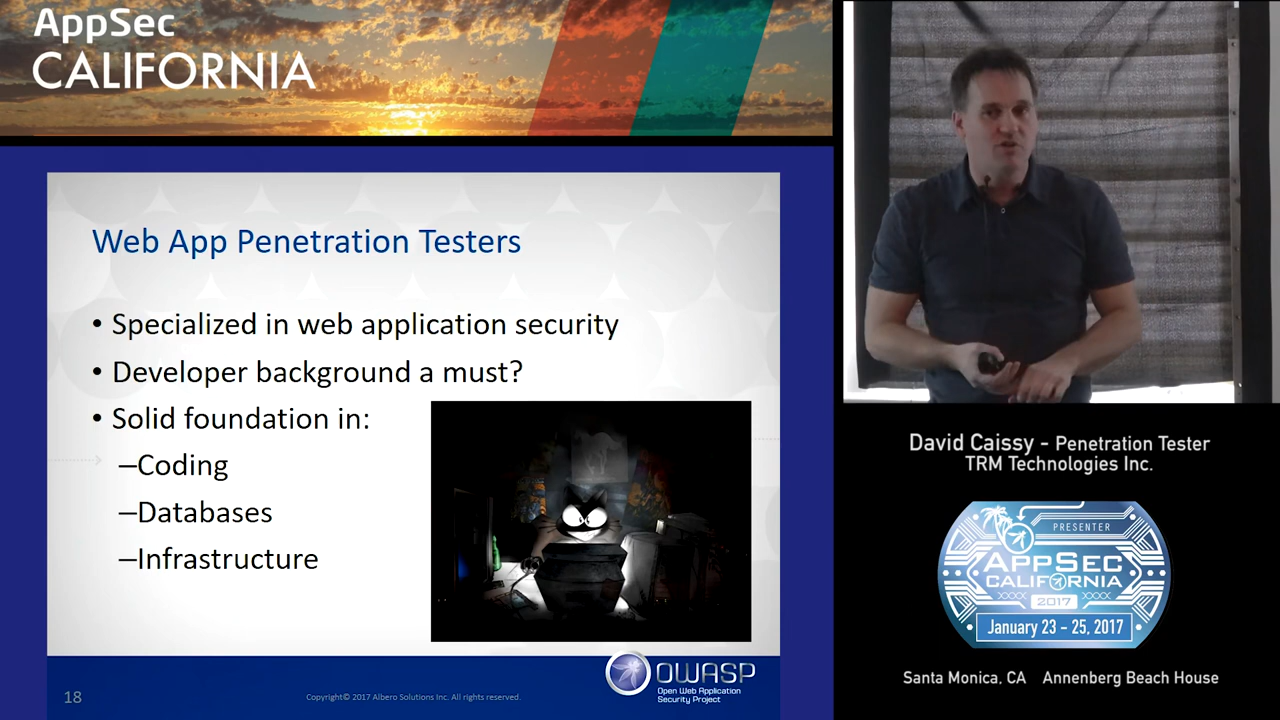 AppSec
CALIFORNIA
Web App Penetration Testers
• Specialized in web application security
• Developer background a must?
• Solid foundation in:
–Coding
–Databases
–Infrastructure
18
Copyright© 2017 Albero Solutions Inc. All rights reserved.
OWASP
Open Web Application
Security Project
David Caissy - Penetration Tester
TRM Technologies Inc.
PRESENTER
APPSEC
CALIFORNIA
2017
January 23 - 25, 2017
Santa Monica, CA Annenberg Beach House